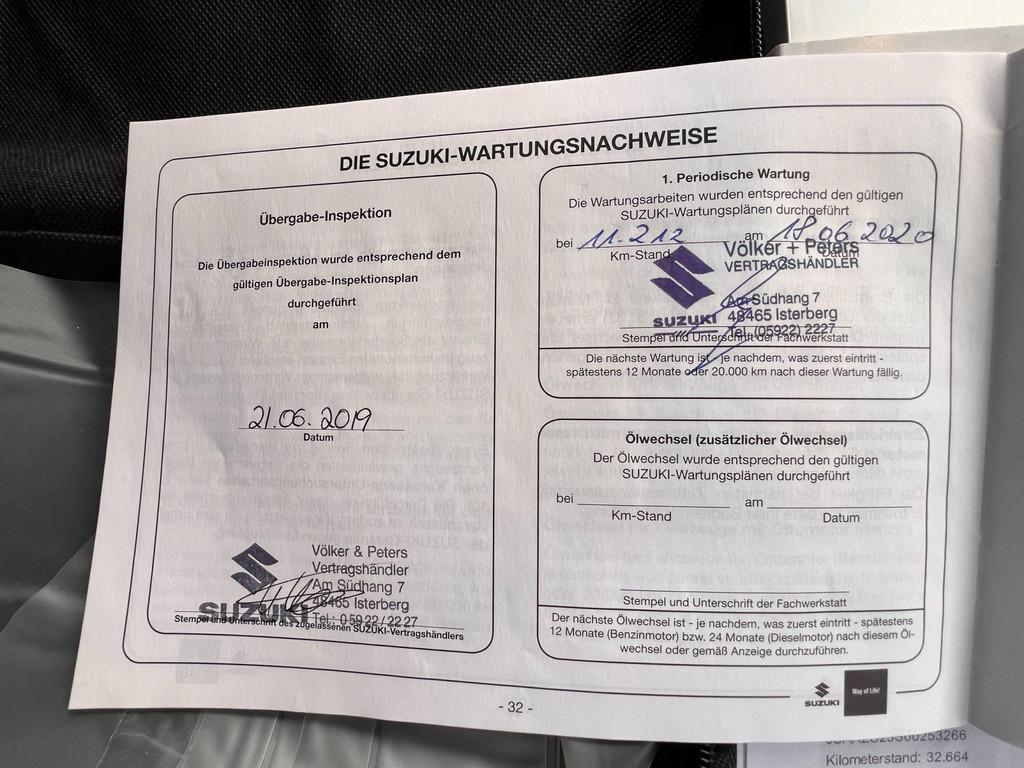 DIE SUZUKI-WARTUNGSNACHWEISE
Übergabe-Inspektion
Die Übergabeinspektion wurde entsprechend dem
gültigen Übergabe-Inspektionsplan
durchgeführt
am
21.06.2019
Datum
Völker & Peters
Vertragshändler
Am Südhang 7
48465 Isterberg
Tel.: 0 59 22 / 22 27
SUZUKI
Stempel und Unterschrift des zugelassenen SUZUKI-Vertragshändlers
1. Periodische Wartung
Die Wartungsarbeiten wurden entsprechend den gültigen
SUZUKI-Wartungsplänen durchgeführt
bei 11.212 am 18.06.2020
Km-Stand Datum
Völker + Peters
VERTRAGSHÄNDLER
Am Südhang 7
48465 Isterberg
Tel. (05922) 2227
SUZUKI
Stempel und Unterschrift der Fachwerkstatt
Die nächste Wartung ist - je nachdem, was zuerst eintritt -
spätestens 12 Monate oder 20.000 km nach dieser Wartung fällig.
Ölwechsel (zusätzlicher Ölwechsel)
Der Ölwechsel wurde entsprechend den gültigen
SUZUKI-Wartungsplänen durchgeführt
bei am
Km-Stand Datum
Stempel und Unterschrift der Fachwerkstatt
Der nächste Ölwechsel ist - je nachdem, was zuerst eintritt - spätestens
12 Monate (Benzinmotor) bzw. 24 Monate (Dieselmotor) nach diesem Öl-
wechsel oder gemäß Anzeige durchzuführen.
- 32 -
SUZUKI
Way of Life!
Kilometerstand: 32.664